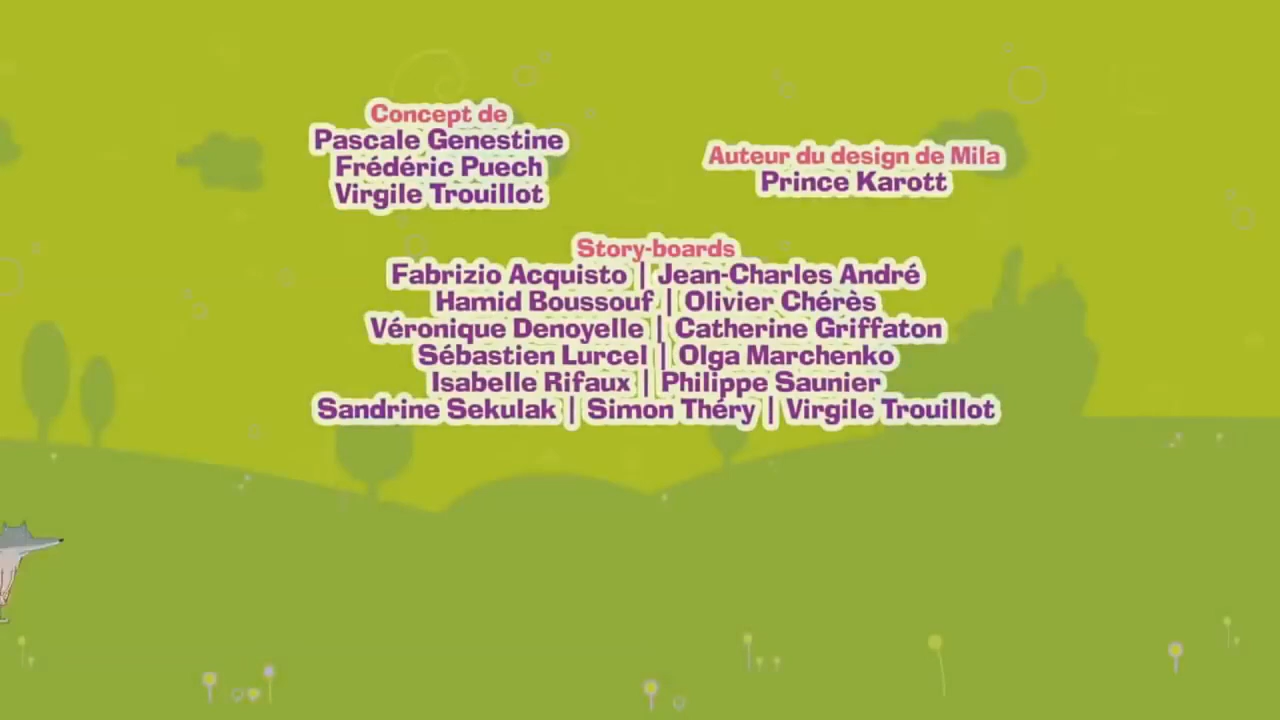 Concept de
Pascale Genestine
Frédéric Puech
Virgile Trouillot
Auteur du design de Mila
Prince Karott
Story-boards
Fabrizio Acquisto | Jean-Charles André
Hamid Boussouf | Olivier Chérès
Véronique Denoyelle | Catherine Griffaton
Sébastien Lurcel | Olga Marchenko
Isabelle Rifaux | Philippe Saunier
Sandrine Sekulak | Simon Théry | Virgile Trouillot